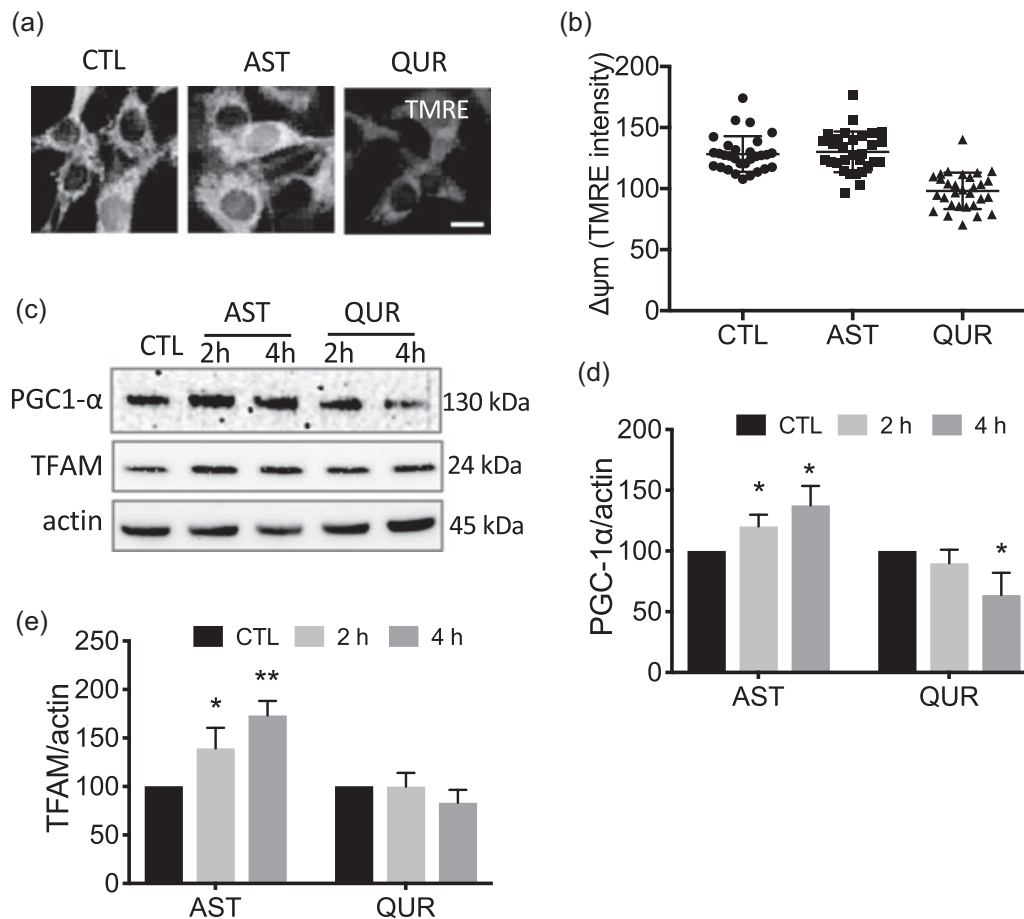 (a)
CTL AST QUR
TMRE
(b)
Δψm (TMRE intensity)
200
150
100
50
0
CTL AST QUR
(c)
AST QUR
CTL 2h 4h 2h 4h
PGC1-α 130 kDa
TFAM 24 kDa
actin 45 kDa
(d)
CTL 2 h 4 h
PGC-1α/actin
200
150
100
50
0
* * *
AST QUR
(e)
CTL 2 h 4 h
TFAM/actin
250
200
150
100
50
0
* **
AST QUR